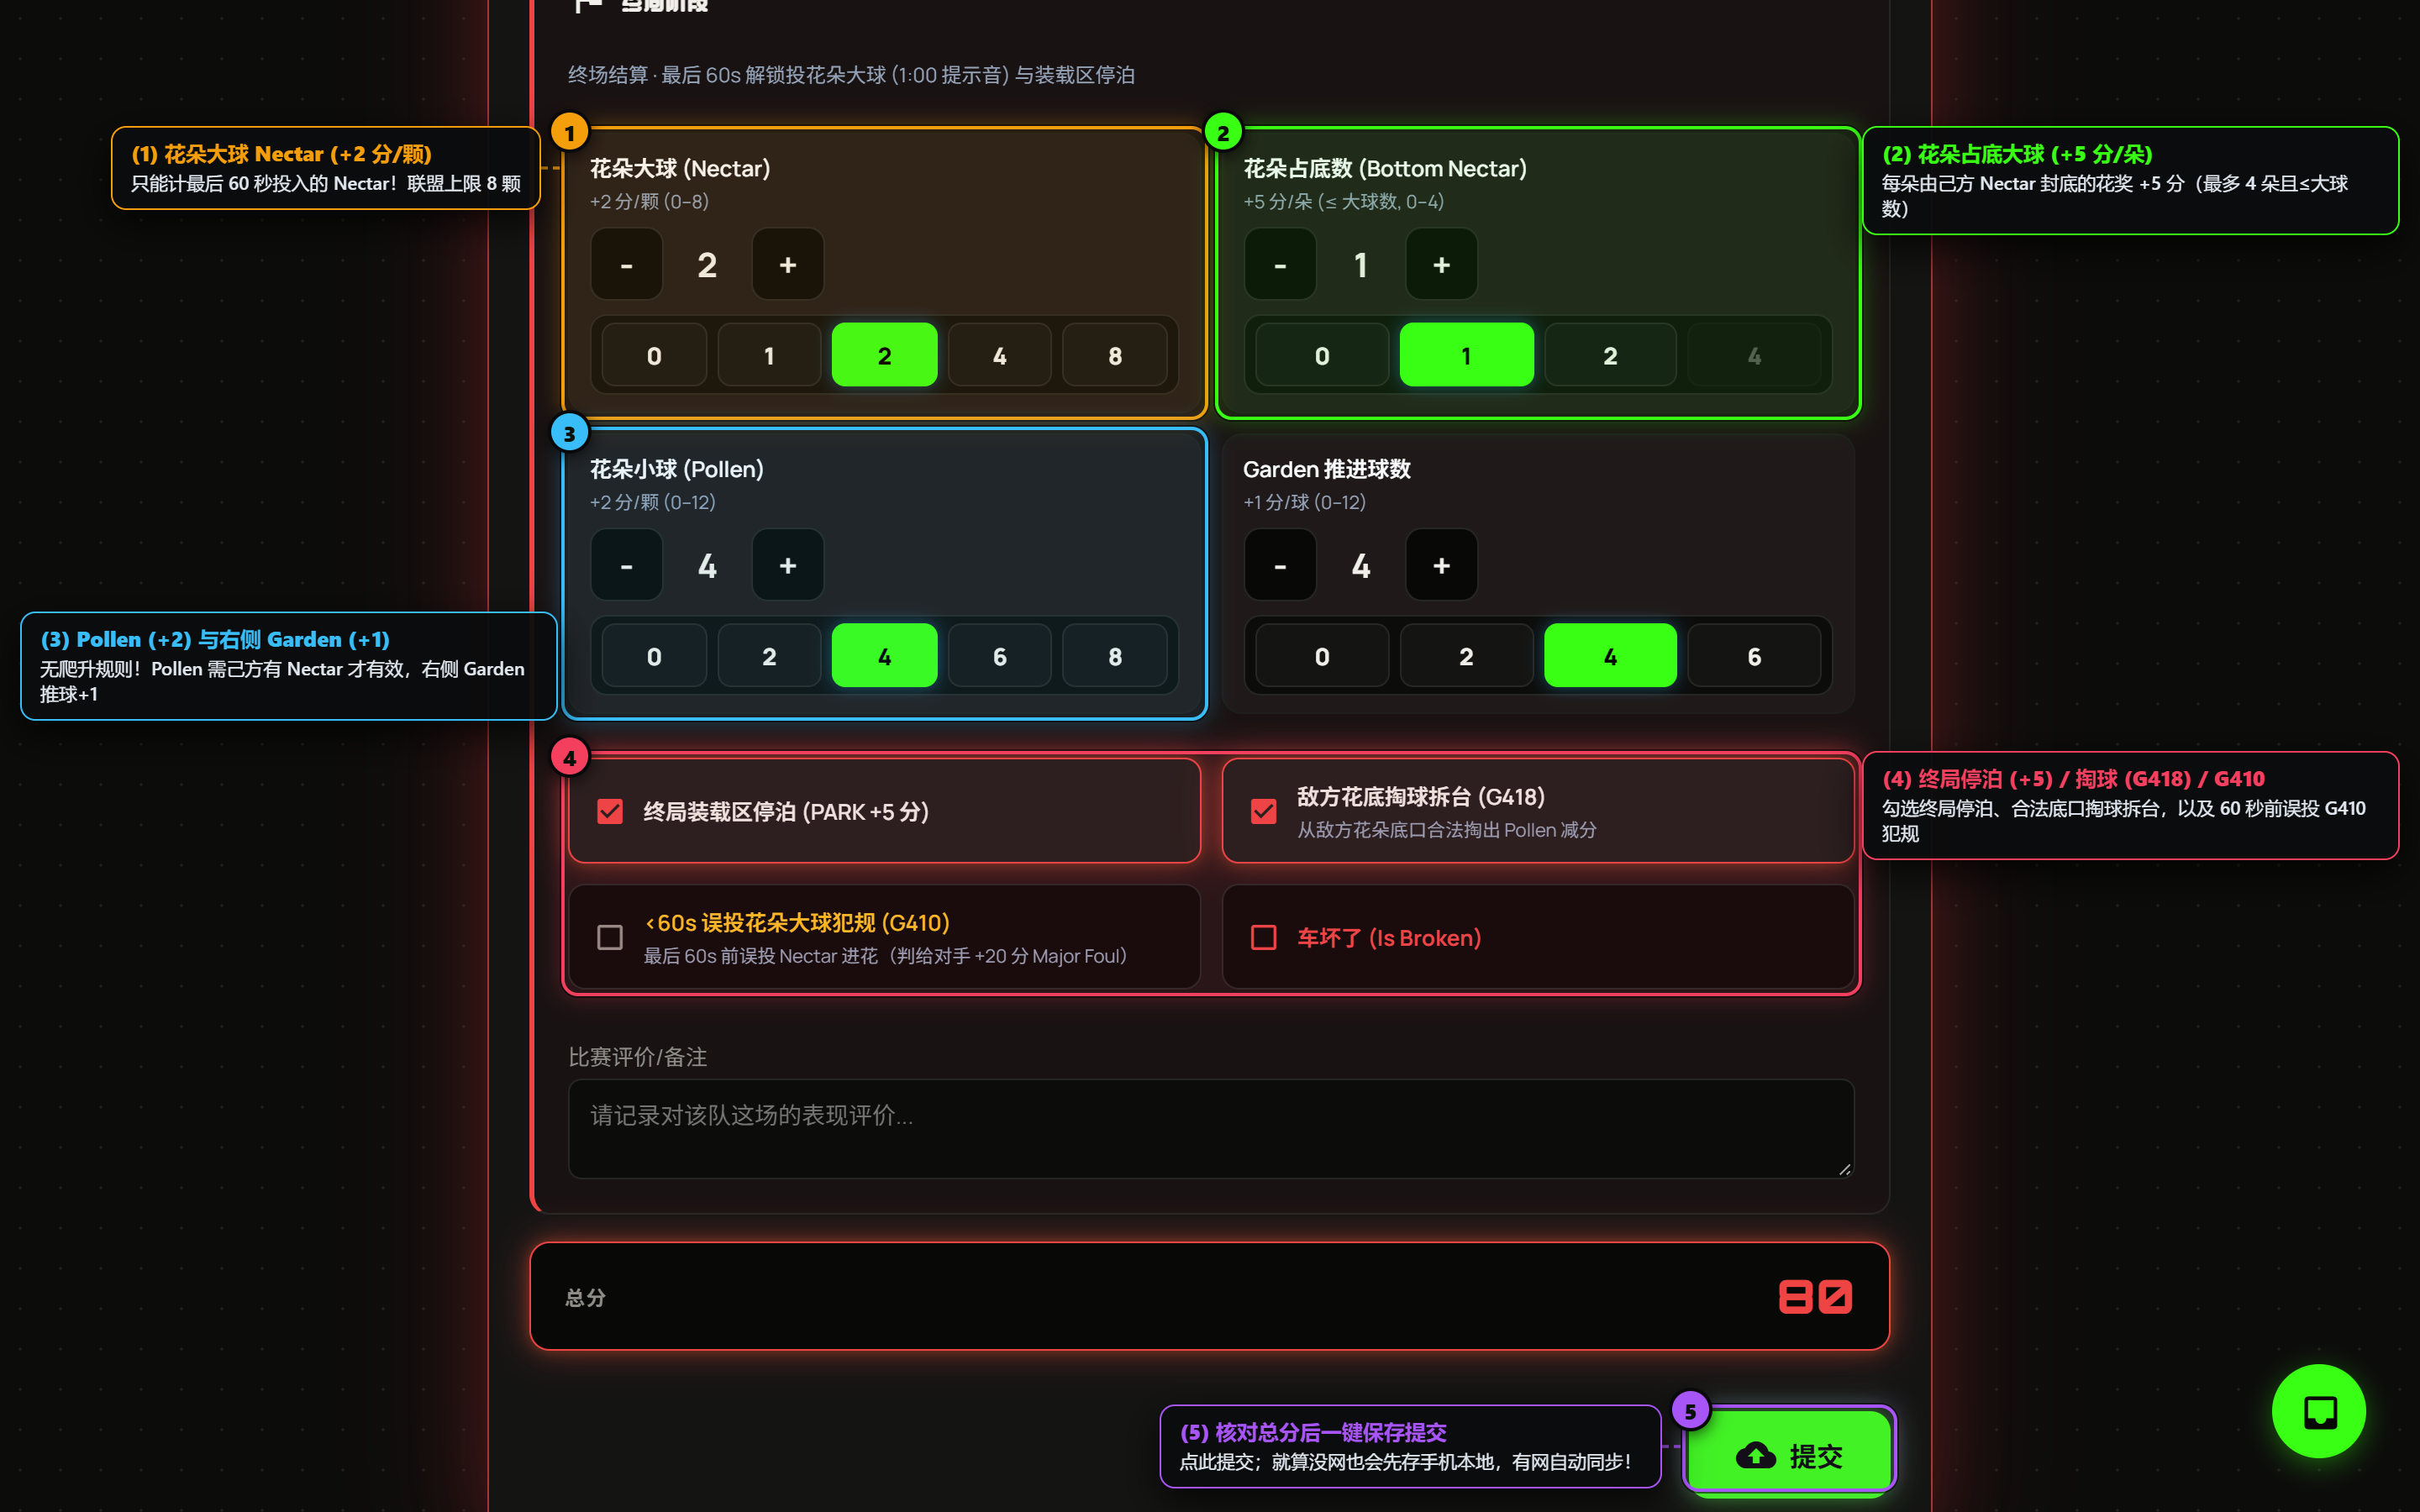 终局阶段
终场结算 · 最后 60s 解锁投花朵大球 (1:00 提示音) 与装载区停泊
1
(1) 花朵大球 Nectar (+2 分/颗)
只能计最后 60 秒投入的 Nectar！联盟上限 8 颗
花朵大球 (Nectar)
+2 分/颗 (0–8)
- 2 +
0 1 2 4 8
2
花朵占底数 (Bottom Nectar)
+5 分/朵 (≤ 大球数, 0–4)
- 1 +
0 1 2 4
(2) 花朵占底大球 (+5 分/朵)
每朵由己方 Nectar 封底的花奖 +5 分（最多 4 朵且≤大球
数）
3
花朵小球 (Pollen)
+2 分/颗 (0–12)
- 4 +
0 2 4 6 8
Garden 推进球数
+1 分/球 (0–12)
- 4 +
0 2 4 6
(3) Pollen (+2) 与右侧 Garden (+1)
无爬升规则！Pollen 需己方有 Nectar 才有效，右侧 Garden
推球+1
4
终局装载区停泊 (PARK +5 分)
敌方花底掏球拆台 (G418)
从敌方花朵底口合法掏出 Pollen 减分
<60s 误投花朵大球犯规 (G410)
最后 60s 前误投 Nectar 进花（判给对手 +20 分 Major Foul）
车坏了 (Is Broken)
(4) 终局停泊 (+5) / 掏球 (G418) / G410
勾选终局停泊、合法底口掏球拆台，以及 60 秒前误投 G410
犯规
比赛评价/备注
请记录对该队这场的表现评价...
总分
80
(5) 核对总分后一键保存提交
点此提交；就算没网也会先存手机本地，有网自动同步！
5
提交